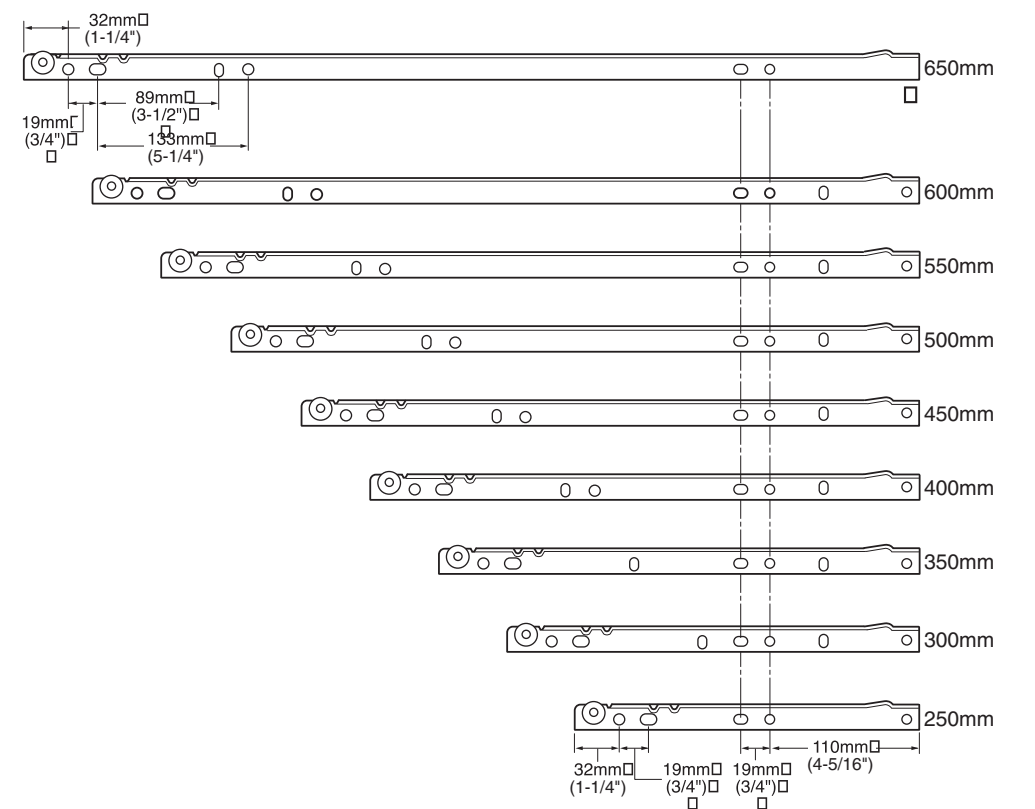 32mm
(1-1/4")
650mm
89mm
(3-1/2")
19mm
(3/4")
133mm
(5-1/4")
600mm
550mm
500mm
450mm
400mm
350mm
300mm
250mm
110mm
(4-5/16")
32mm
(1-1/4")
19mm
(3/4")
19mm
(3/4")